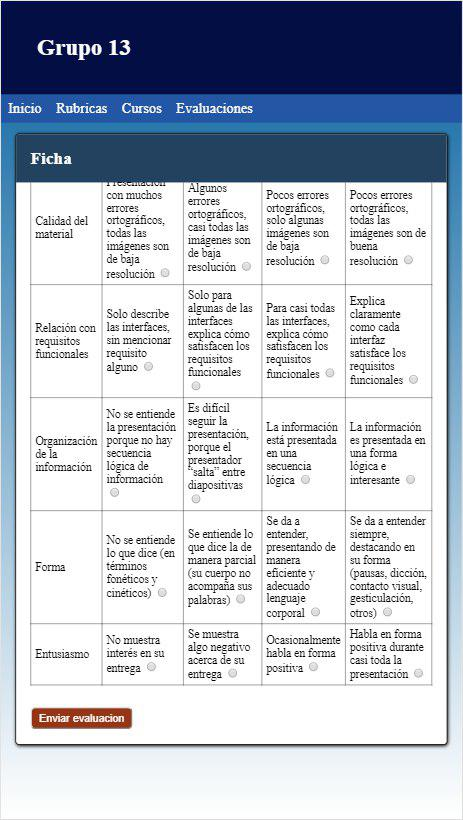 Grupo 13
Inicio Rubricas Cursos Evaluaciones
Ficha
Calidad del
material
Presentación
con muchos
errores
ortográficos,
todas las
imágenes son
de baja
resolución
Algunos
errores
ortográficos,
casi todas las
imágenes son
de baja
resolución
Pocos errores
ortográficos,
solo algunas
imágenes son
de baja
resolución
Pocos errores
ortográficos,
todas las
imágenes son de
buena
resolución
Relación con
requisitos
funcionales
Solo describe
las interfaces,
sin mencionar
requisito
alguno
Solo para
algunas de las
interfaces
explica cómo
satisfacen los
requisitos
funcionales
Para casi todas
las interfaces,
explica cómo
satisfacen los
requisitos
funcionales
Explica
claramente
como cada
interfaz
satisface los
requisitos
funcionales
Organización
de la
información
No se entiende
la presentación
porque no hay
secuencia
lógica de
información
Es difícil
seguir la
presentación,
porque el
presentador
"salta" entre
diapositivas
La información
está presentada
en una
secuencia
lógica
La información
es presentada en
una forma
lógica e
interesante
Forma
No se entiende
lo que dice (en
términos
fonéticos y
cinéticos)
Se entiende lo
que dice la de
manera parcial
(su cuerpo no
acompaña sus
palabras)
Se da a
entender,
presentando de
manera
eficiente y
adecuado
lenguaje
corporal
Se da a entender
siempre,
destacando en
su forma
(pausas, dicción,
contacto visual,
gesticulación,
otros)
Entusiasmo
No muestra
interés en su
entrega
Se muestra
algo negativo
acerca de su
entrega
Ocasionalmente
habla en forma
positiva
Habla en forma
positiva durante
casi toda la
presentación
Enviar evaluacion